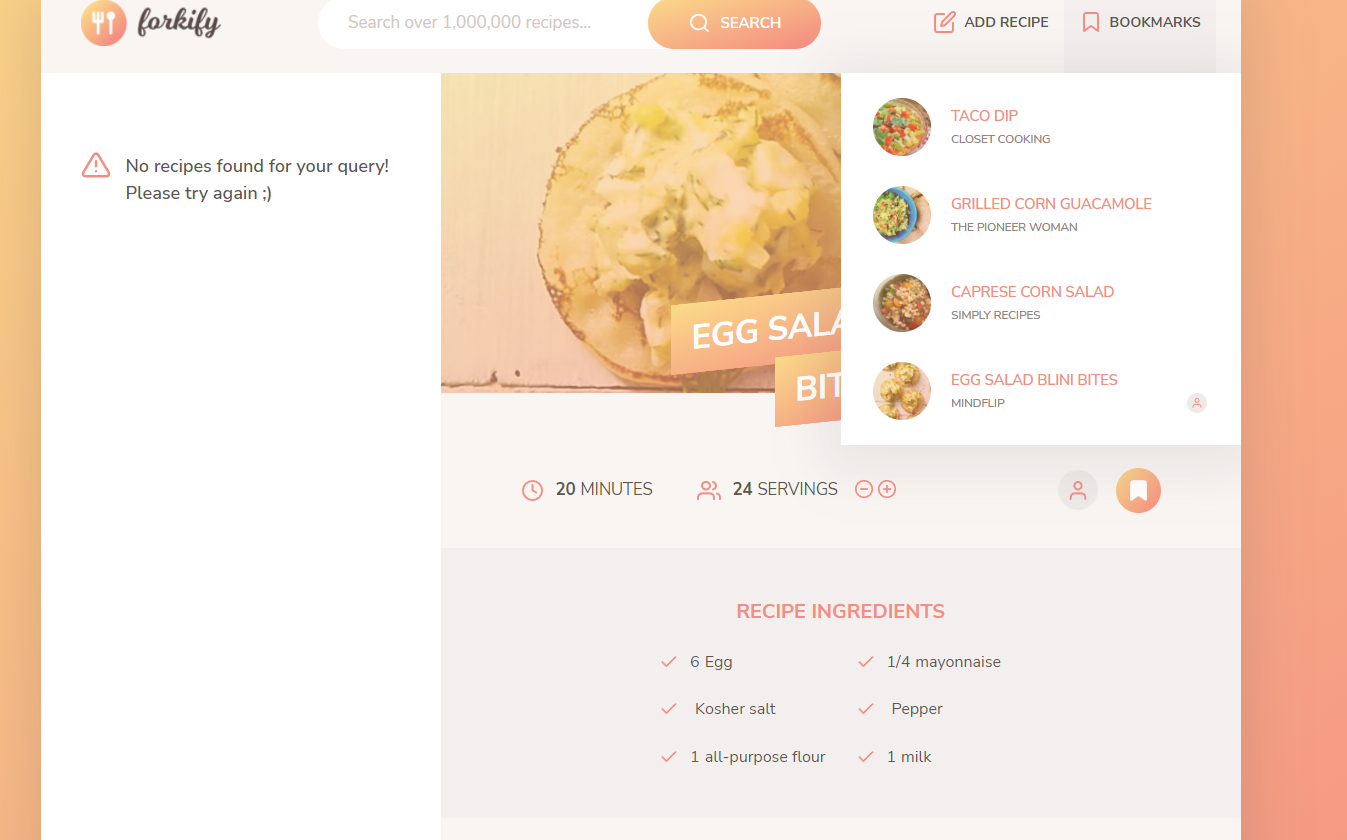 forkify
Search over 1,000,000 recipes...
SEARCH
ADD RECIPE
BOOKMARKS
No recipes found for your query!
Please try again ;)
TACO DIP
CLOSET COOKING
GRILLED CORN GUACAMOLE
THE PIONEER WOMAN
CAPRESE CORN SALAD
SIMPLY RECIPES
EGG SALAD BLINI BITES
MINDFLIP
EGG SALA
BIT
20 MINUTES
24 SERVINGS
RECIPE INGREDIENTS
6 Egg
1/4 mayonnaise
Kosher salt
Pepper
1 all-purpose flour
1 milk